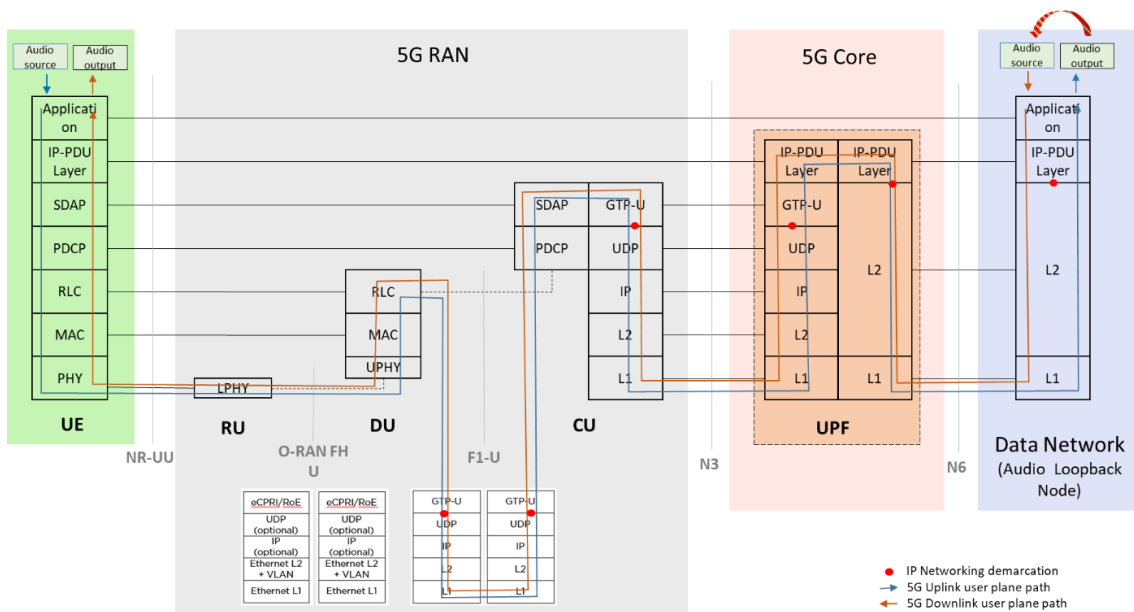 5G RAN
5G Core
Audio
source
Audio
output
Audio
source
Audio
output
Applicati
on
IP-PDU
Layer
SDAP
PDCP
RLC
MAC
PHY
UE
NR-UU
LPHY
RU
O-RAN FH
U
RLC
MAC
UPHY
DU
F1-U
SDAP
GTP-U
PDCP
UDP
IP
L2
L1
CU
N3
IP-PDU
Layer
IP-PDU
Layer
GTP-U
UDP
IP
L2
L1
L2
L1
UPF
N6
Applicati
on
IP-PDU
Layer
L2
L1
Data Network
(Audio Loopback
Node)
eCPRI/RoE
UDP
(optional)
IP
(optional)
Ethernet L2
+ VLAN
Ethernet L1
eCPRI/RoE
UDP
(optional)
IP
(optional)
Ethernet L2
+ VLAN
Ethernet L1
GTP-U
UDP
IP
L2
L1
GTP-U
UDP
IP
L2
L1
IP Networking demarcation
5G Uplink user plane path
5G Downlink user plane path